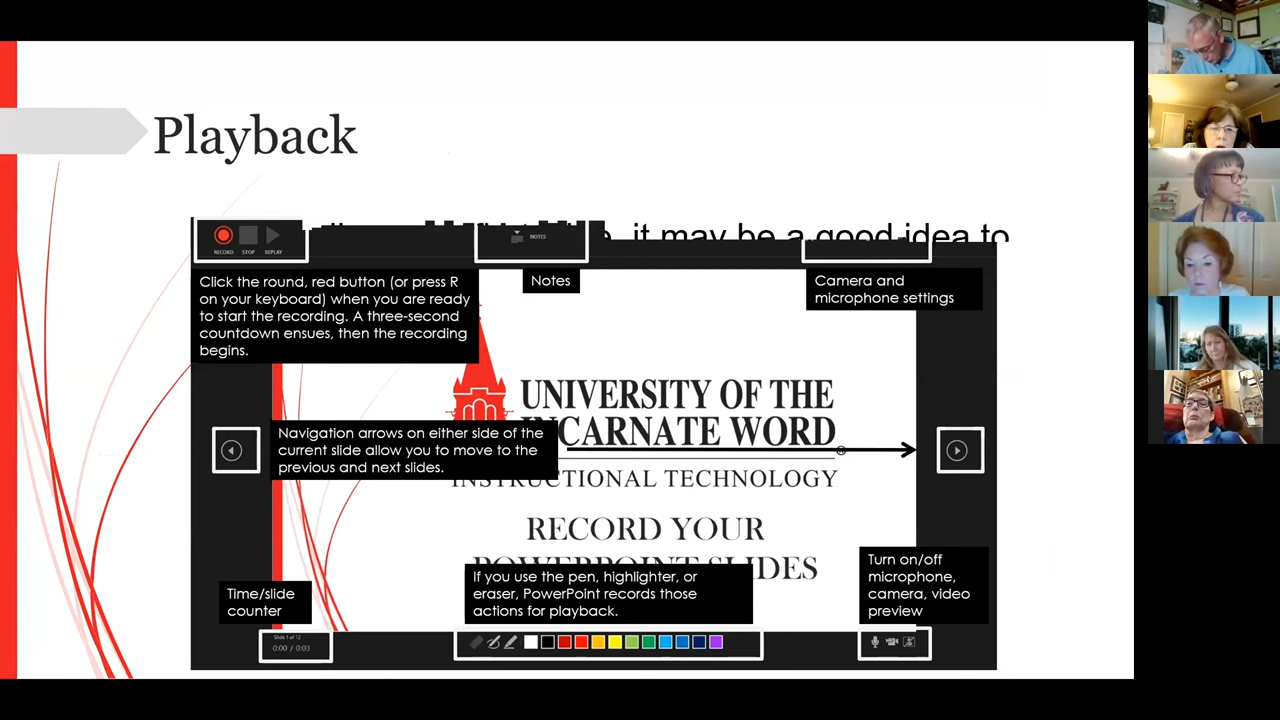 Playback
it may be a good idea to
RECORD STOP REPLAY
NOTES
Click the round, red button (or press R
on your keyboard) when you are ready
to start the recording. A three-second
countdown ensues, then the recording
begins.
Notes
Camera and
microphone settings
UNIVERSITY OF THE
INCARNATE WORD
INSTRUCTIONAL TECHNOLOGY
Navigation arrows on either side of the
current slide allow you to move to the
previous and next slides.
RECORD YOUR
POWERPOINT SLIDES
Time/slide
counter
If you use the pen, highlighter, or
eraser, PowerPoint records those
actions for playback.
Turn on/off
microphone,
camera, video
preview
Slide 1 of 12
0:00 / 0:03